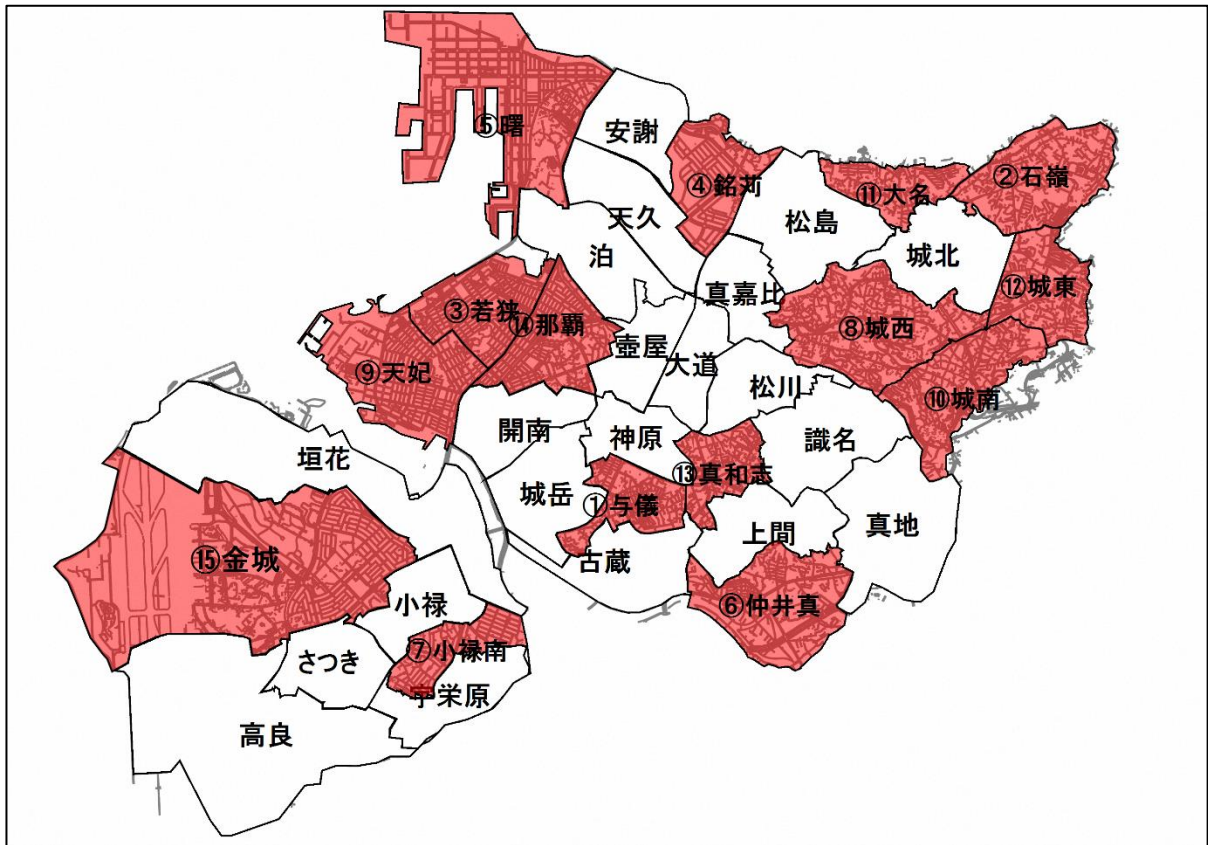 ⑤曙
安謝
④銘苅
②石嶺
⑪大名
天久
松島
城北
泊
⑫城東
真嘉比
③若狭
⑭那覇
⑧城西
壺屋
大道
⑨天妃
松川
⑩城南
開南
神原
識名
垣花
⑬真和志
城岳
①与儀
真地
上間
古蔵
⑮金城
小禄
⑥仲井真
⑦小禄南
さつき
宇栄原
高良